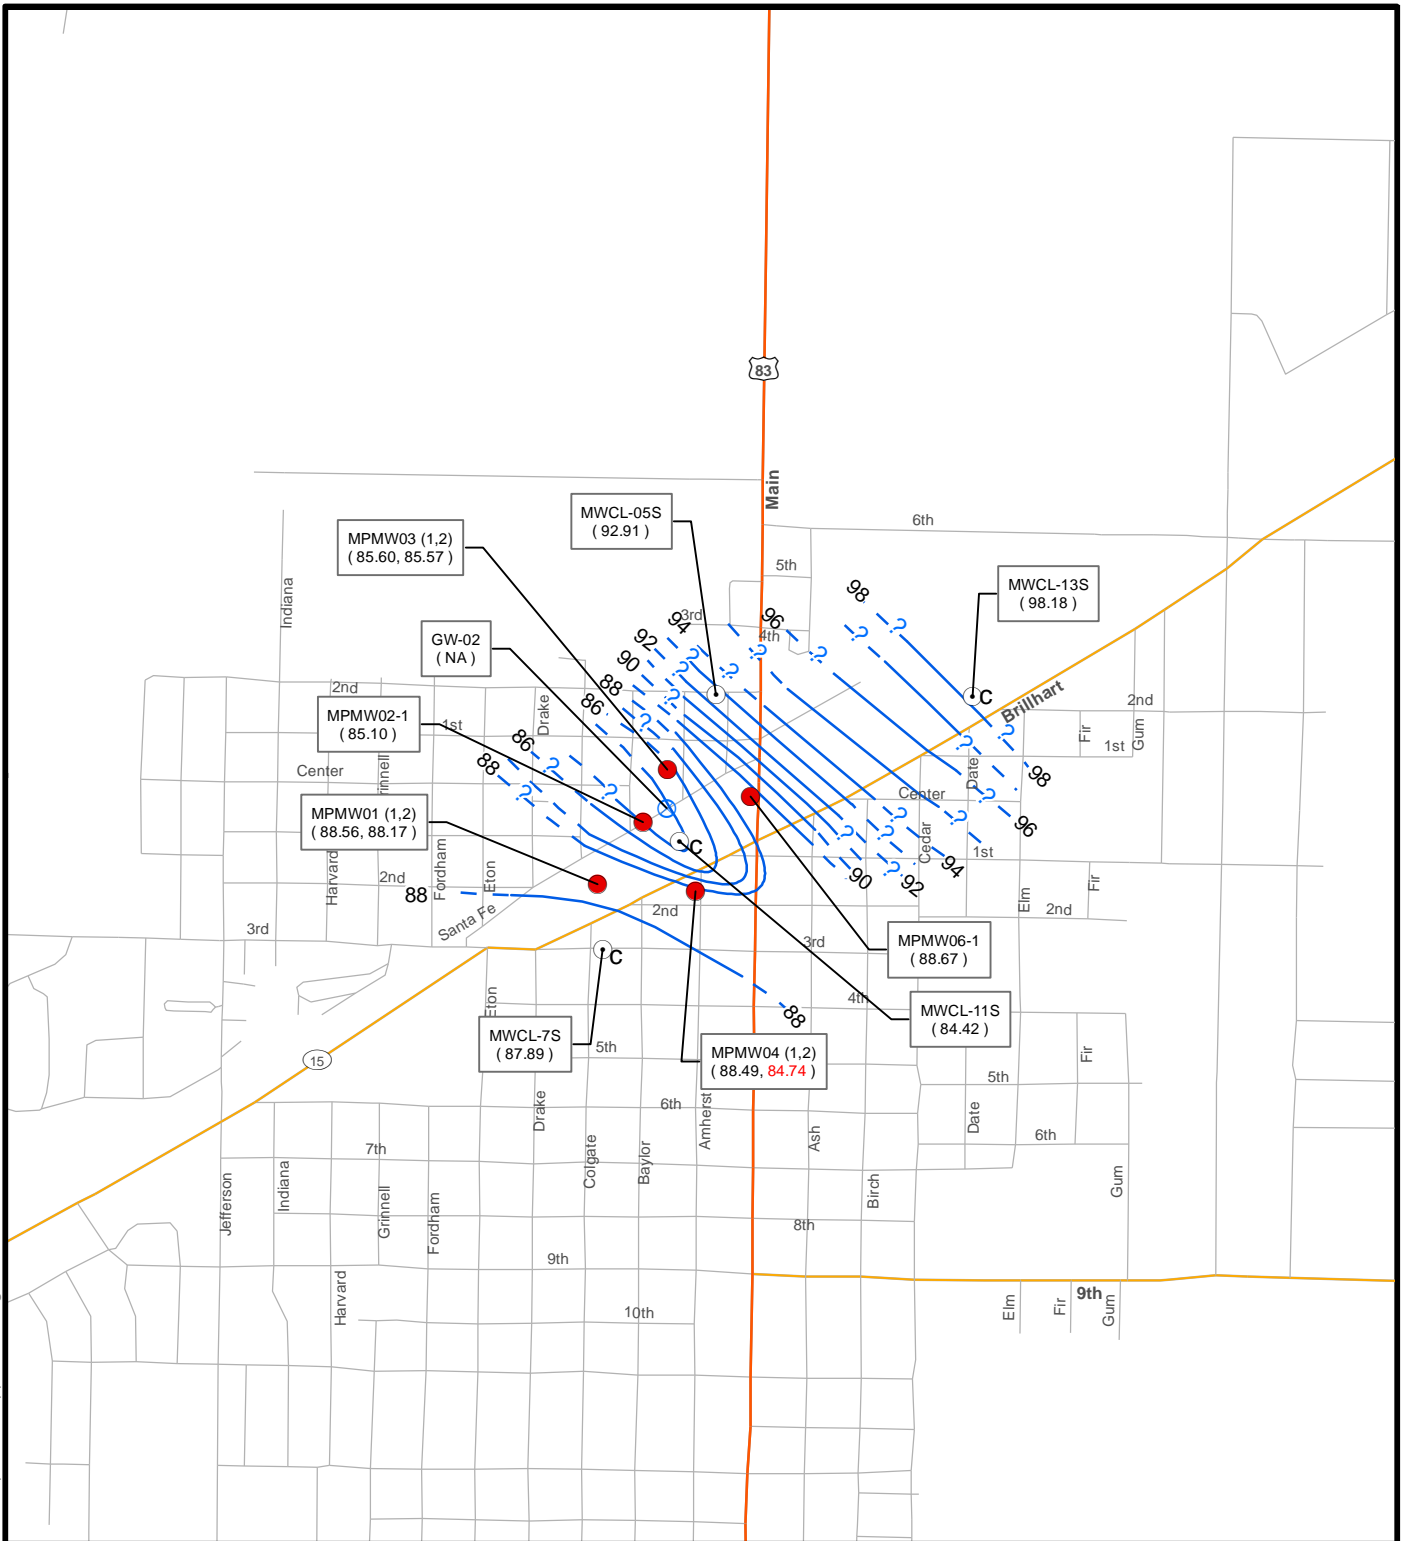 83
Main
6th
5th
MWCL-05S
( 92.91 )
MPMW03 (1,2)
( 85.60, 85.57 )
MWCL-13S
( 98.18 )
Indiana
98
3rd
96
4th
94
92
90
88
86
?
?
?
?
?
?
?
?
?
GW-02
( NA )
2nd
MPMW02-1
( 85.10 )
1st
Drake
C
Brillhart
2nd
Fir
1st
Gum
?
?
98
86
88
?
?
?
Center
rinnell
Date
Center
?
96
MPMW01 (1,2)
( 88.56, 88.17 )
C
?
?
?
?
?
Cedar
1st
94
92
90
Harvard
2nd
Fordham
Eton
88
Santa Fe
3rd
2nd
Elm
Fir
2nd
C
3rd
MPMW06-1
( 88.67 )
Eton
4th
MWCL-11S
( 84.42 )
88
MWCL-7S
( 87.89 )
5th
MPMW04 (1,2)
( 88.49, 84.74 )
15
Fir
5th
Drake
6th
Amherst
Ash
Date
6th
7th
Colgate
Baylor
Jefferson
Indiana
Grinnell
Fordham
Birch
Gum
8th
9th
Harvard
9th
Elm
Fir
Gum
10th